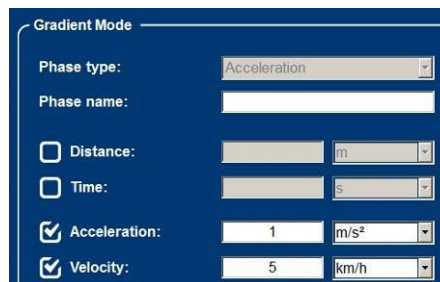 Gradient Mode
Phase type: Acceleration
Phase name:
Distance: m
Time: s
Acceleration: 1 m/s²
Velocity: 5 km/h